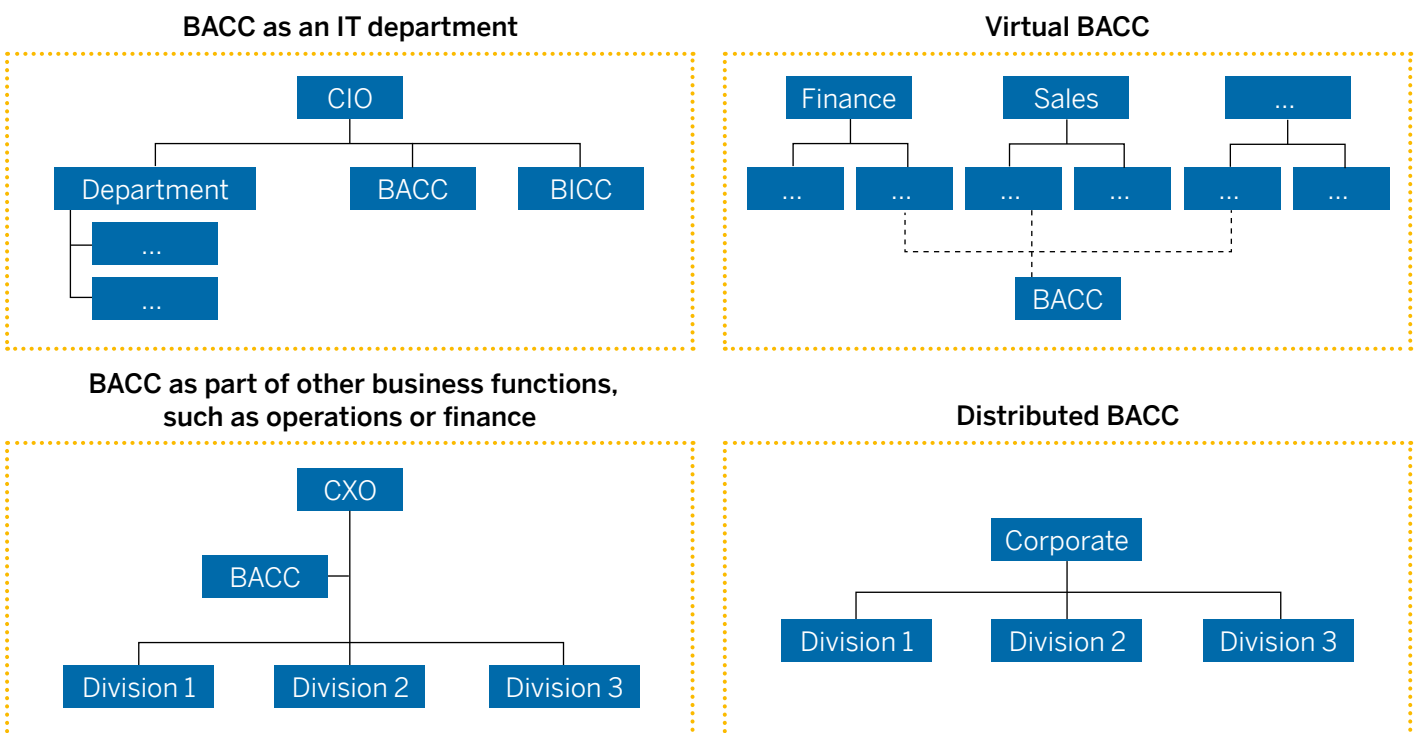 BACC as an IT department
CIO
Department
BACC
BICC
...
...
Virtual BACC
Finance
Sales
...
...
...
...
...
...
...
BACC
BACC as part of other business functions,
such as operations or finance
CXO
BACC
Division 1
Division 2
Division 3
Distributed BACC
Corporate
Division 1
Division 2
Division 3